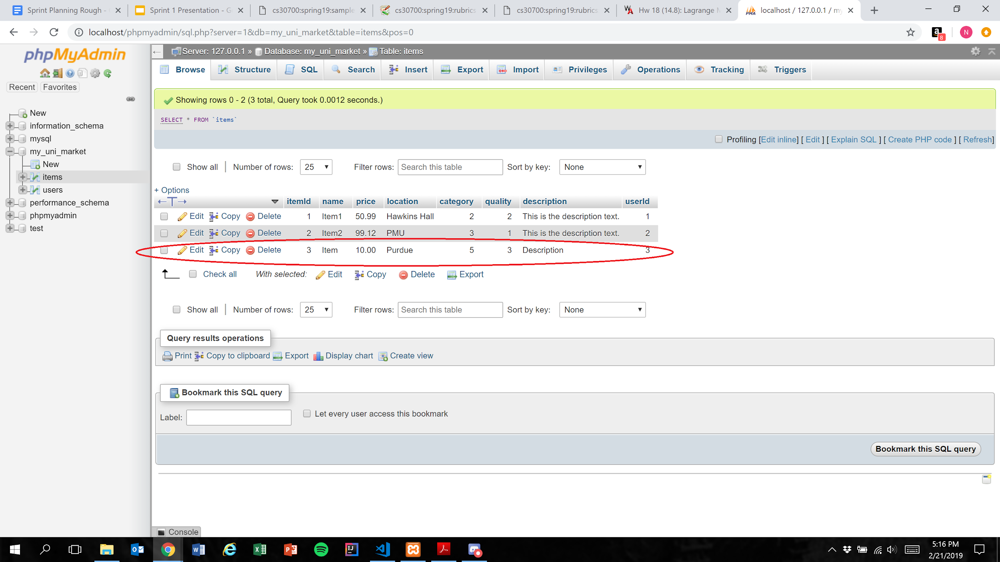 Sprint Planning Rough -
Sprint 1 Presentation - G
cs30700:spring19:sample
cs30700:spring19:rubrics
cs30700:spring19:rubrics
Hw 18 (14.8): Lagrange M
PMA
localhost / 127.0.0.1 / my
localhost/phpmyadmin/sql.php?server=1&db=my_uni_market&table=items&pos=0
a
8
N
phpMyAdmin
Recent
Favorites
New
information_schema
mysql
my_uni_market
New
items
users
performance_schema
phpmyadmin
test
Server: 127.0.0.1 » Database: my_uni_market » Table: items
Browse Structure SQL Search Insert Export Import Privileges Operations Tracking Triggers
Showing rows 0 - 2 (3 total, Query took 0.0012 seconds.)
SELECT * FROM `items`
Profiling [Edit inline] [ Edit ] [ Explain SQL ] [ Create PHP code ] [ Refresh]
Show all | Number of rows: 25 Filter rows: Search this table Sort by key: None
+ Options
←T→ itemId name price location category quality description userId
Edit Copy Delete 1 Item1 50.99 Hawkins Hall 2 2 This is the description text. 1
Edit Copy Delete 2 Item2 99.12 PMU 3 1 This is the description text. 2
Edit Copy Delete 3 Item 10.00 Purdue 5 3 Description 3
Check all With selected: Edit Copy Delete Export
Show all | Number of rows: 25 Filter rows: Search this table Sort by key: None
Query results operations
Print Copy to clipboard Export Display chart Create view
Bookmark this SQL query
Label:
Let every user access this bookmark
Bookmark this SQL query
Console
5:16 PM
2/21/2019